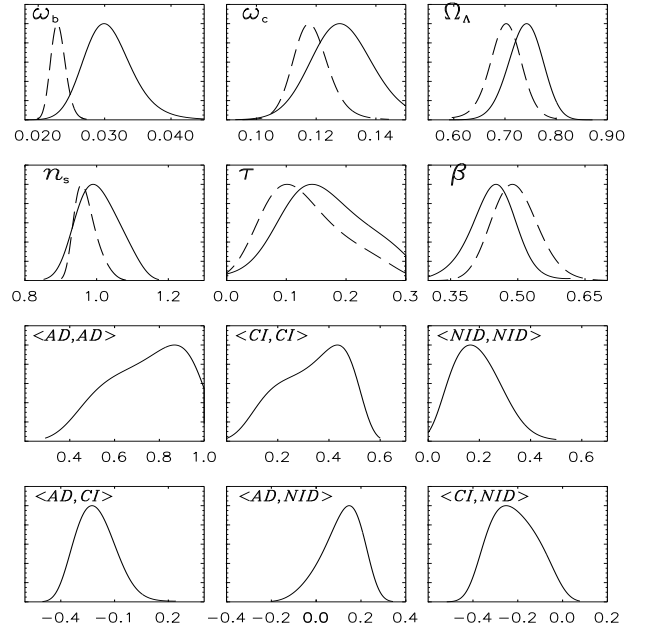 ω_b ω_c Ω_Λ
0.020 0.030 0.040 0.10 0.12 0.14 0.60 0.70 0.80 0.90
n_s τ β
0.8 1.0 1.2 0.0 0.1 0.2 0.3 0.35 0.50 0.65
<AD,AD> <CI,CI> <NID,NID>
0.4 0.6 0.8 1.0 0.0 0.2 0.4 0.6 0.0 0.2 0.4 0.6
<AD,CI> <AD,NID> <CI,NID>
−0.4 −0.1 0.2 −0.4 −0.2 0.0 0.2 0.4 −0.4 −0.2 0.0 0.2